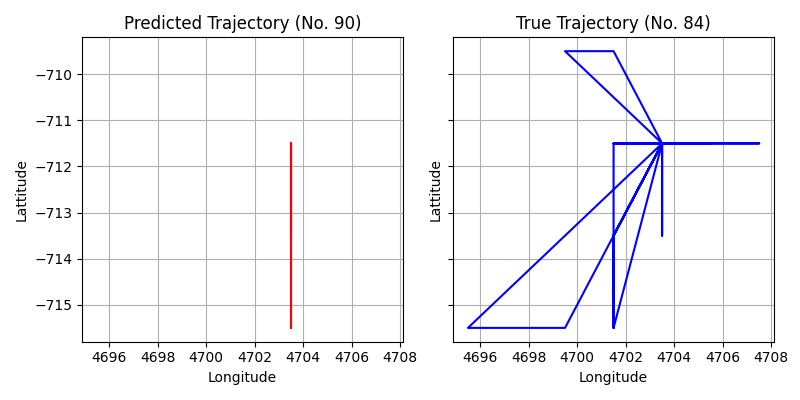 Predicted Trajectory (No. 90)
Lattitude
−710
−711
−712
−713
−714
−715
4696 4698 4700 4702 4704 4706 4708
Longitude
True Trajectory (No. 84)
Lattitude
4696 4698 4700 4702 4704 4706 4708
Longitude